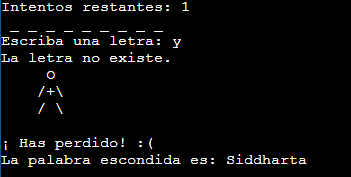 Intentos restantes: 1
_ _ _ _ _ _ _ _ _
Escriba una letra: y
La letra no existe.
o
/+\
/ \
¡ Has perdido! :(
La palabra escondida es: Siddharta